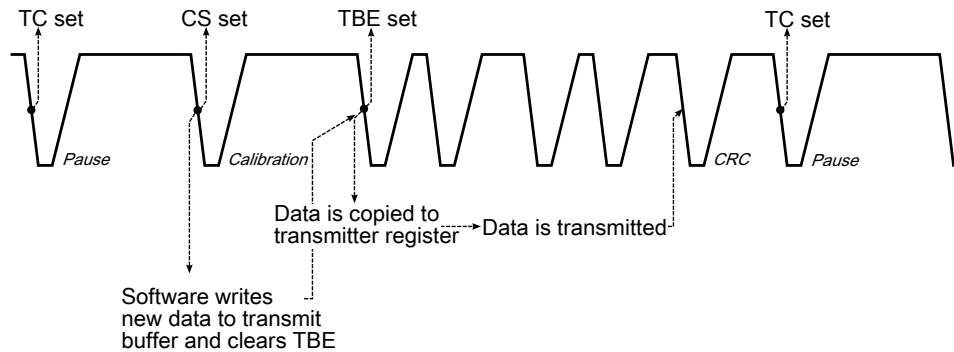 TC set
CS set
TBE set
TC set
Pause
Calibration
CRC
Pause
Data is copied to
transmitter register
Data is transmitted
Software writes
new data to transmit
buffer and clears TBE